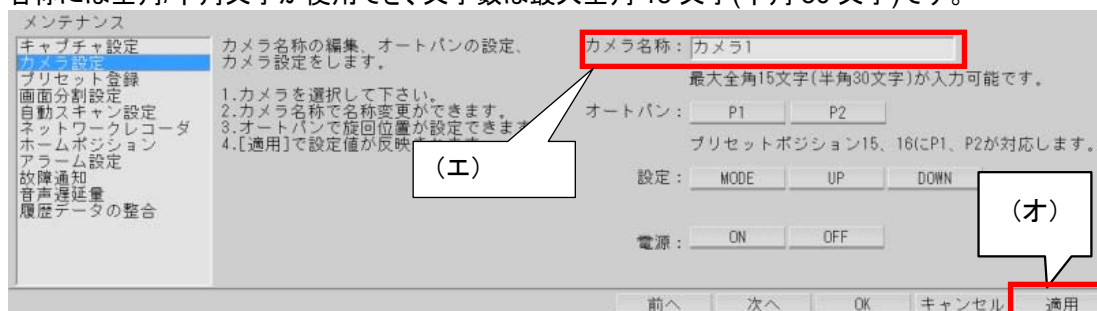 名称には全角/半角文字が使用でき、文字数は最大全角 15 文字(半角 30 文字)です。
メンテナンス
キャプチャ設定
カメラ設定
プリセット登録
画面分割設定
自動スキャン設定
ネットワークレコーダ
ホームポジション
アラーム設定
故障通知
音声遅延量
履歴データの整合
カメラ名称の編集、オートパンの設定、
カメラ設定をします。
1.カメラを選択して下さい。
2.カメラ名称で名称変更ができます。
3.オートパンで旋回位置が設定できます
4.[適用]で設定値が反映
カメラ名称: カメラ1
最大全角15文字(半角30文字)が入力可能です。
オートパン: P1 P2
プリセットポジション15、16にP1、P2が対応します。
設定: MODE UP DOWN
電源: ON OFF
(エ)
(オ)
前へ 次へ OK キャンセル 適用